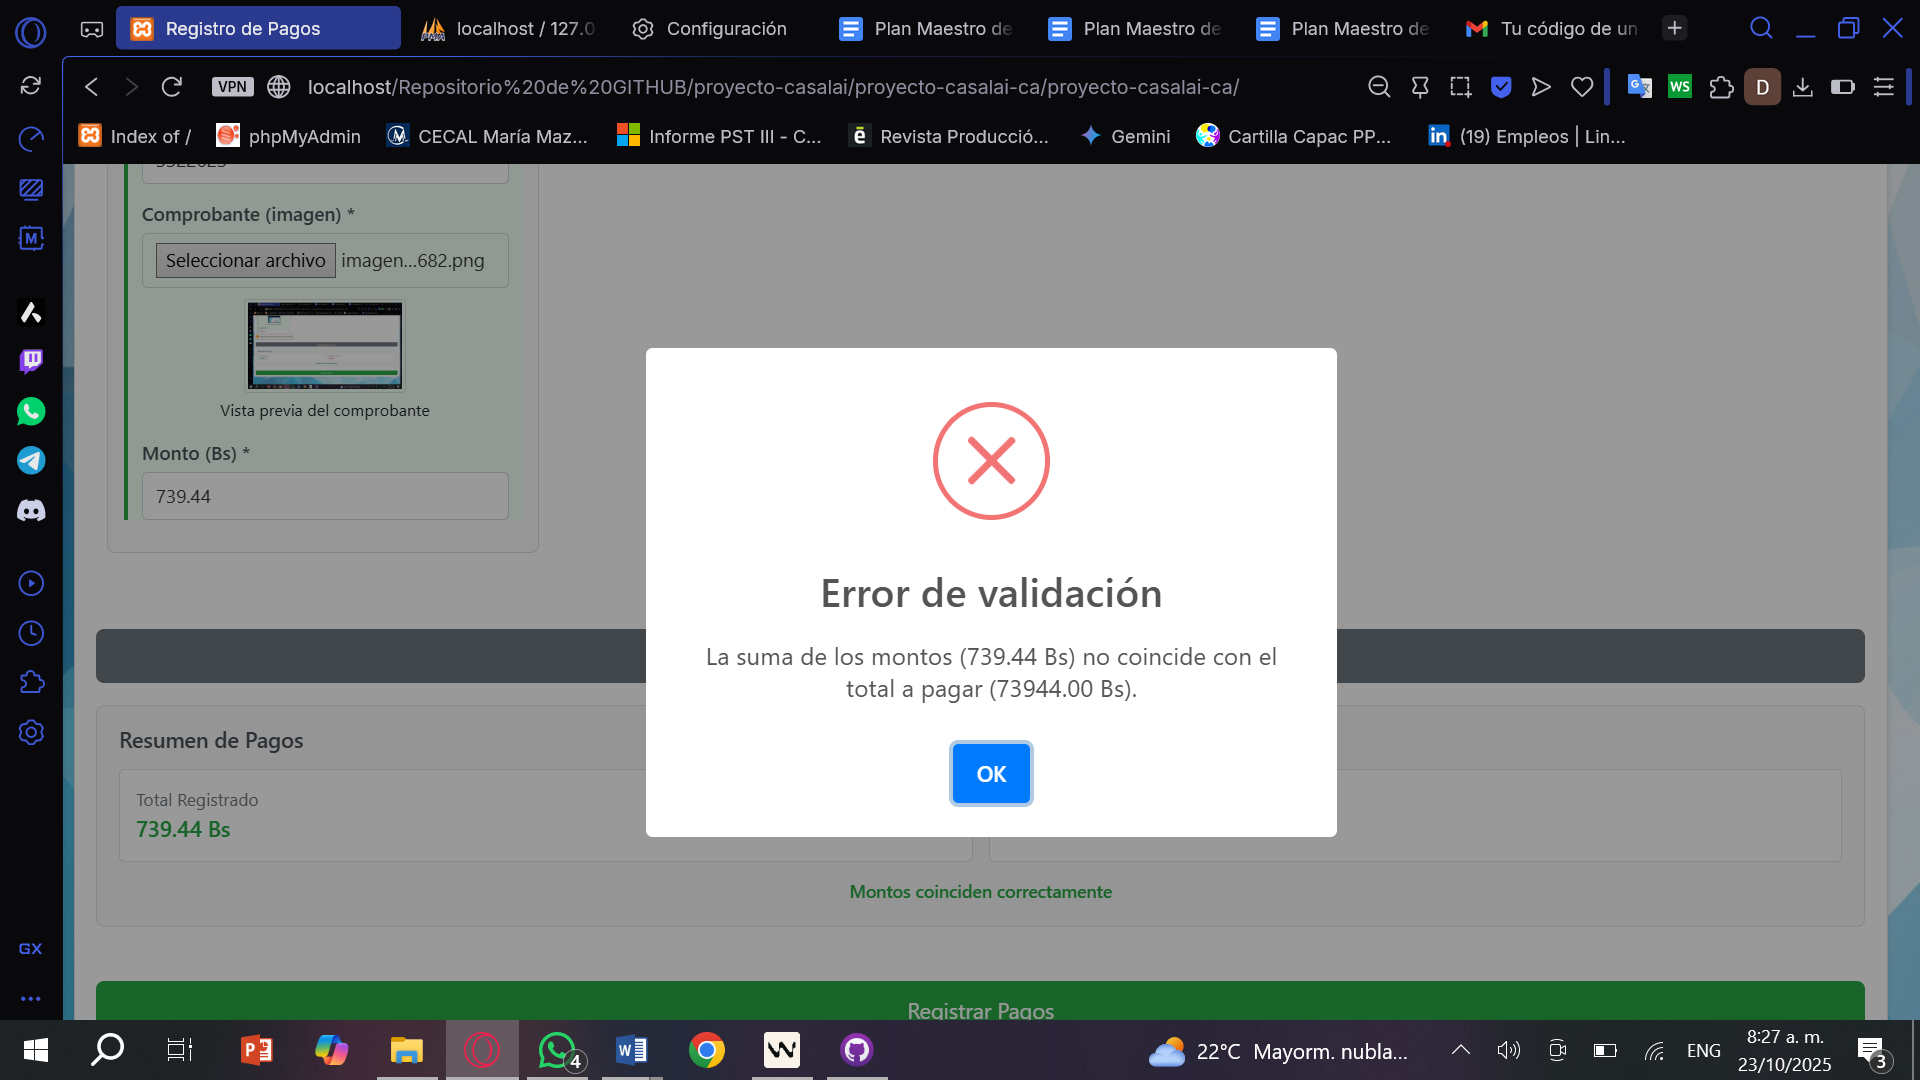 Registro de Pagos
localhost / 127.0
Configuración
Plan Maestro de
Plan Maestro de
Plan Maestro de
Tu código de un
VPN
localhost/Repositorio%20de%20GITHUB/proyecto-casalai/proyecto-casalai-ca/proyecto-casalai-ca/
WS
D
Index of /
phpMyAdmin
CECAL María Maz...
Informe PST III - C...
Revista Producció...
Gemini
Cartilla Capac PP...
(19) Empleos | Lin...
Comprobante (imagen) *
Seleccionar archivo
imagen...682.png
Vista previa del comprobante
Monto (Bs) *
739.44
Error de validación
La suma de los montos (739.44 Bs) no coincide con el
total a pagar (73944.00 Bs).
OK
Resumen de Pagos
Total Registrado
739.44 Bs
Montos coinciden correctamente
Registrar Pagos
GX
4
22°C Mayorm. nubla...
ENG
8:27 a. m.
23/10/2025
3